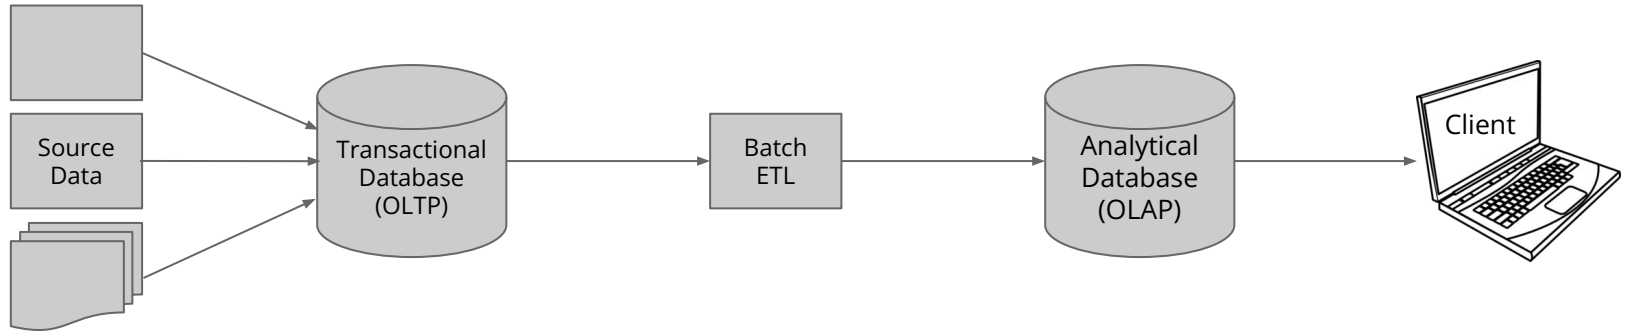 Source
Data
Transactional
Database
(OLTP)
Batch
ETL
Analytical
Database
(OLAP)
Client